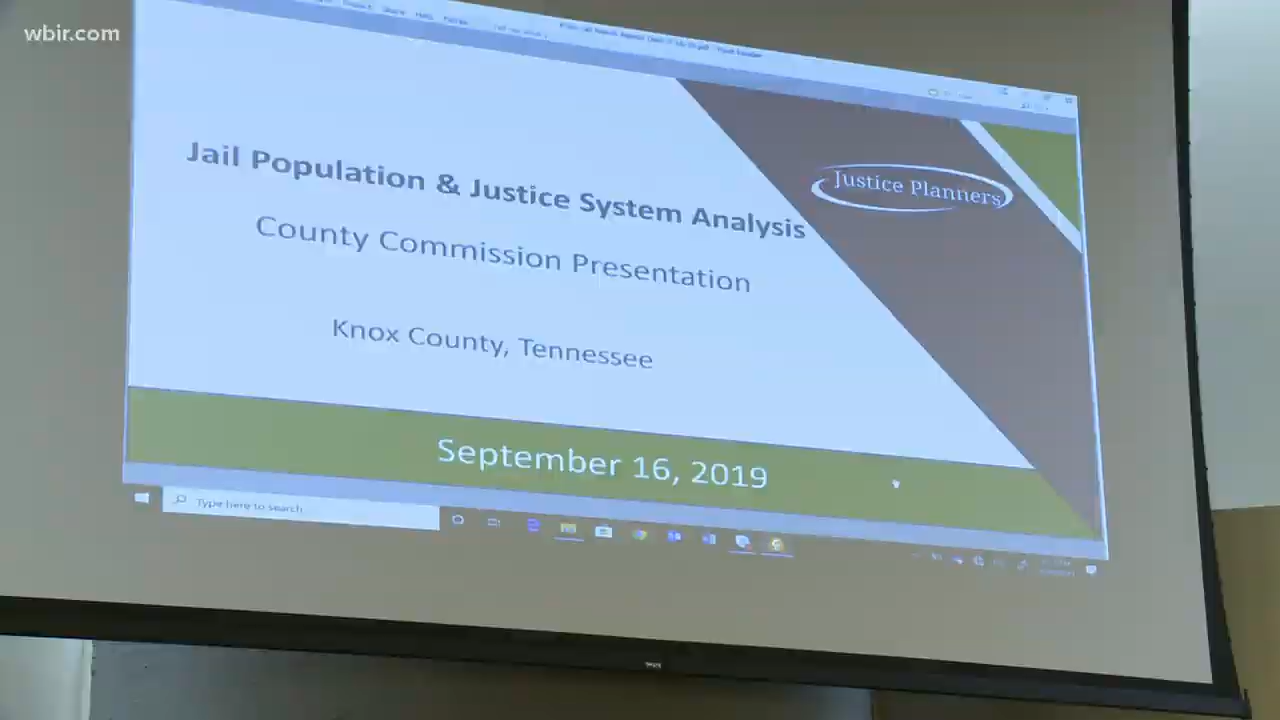 wbir.com
Jail Population & Justice System Analysis
County Commission Presentation
Knox County, Tennessee
September 16, 2019
Justice Planners
Type here to search